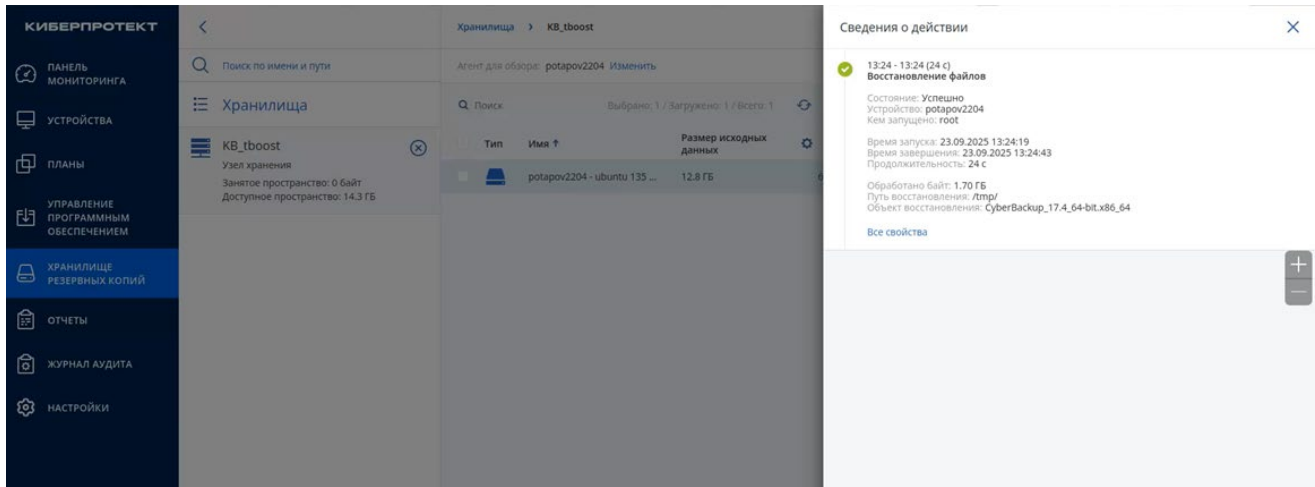 КИБЕРПРОТЕКТ
ПАНЕЛЬ
МОНИТОРИНГА
УСТРОЙСТВА
ПЛАНЫ
УПРАВЛЕНИЕ
ПРОГРАММНЫМ
ОБЕСПЕЧЕНИЕМ
ХРАНИЛИЩЕ
РЕЗЕРВНЫХ КОПИЙ
ОТЧЕТЫ
ЖУРНАЛ АУДИТА
НАСТРОЙКИ
Поиск по имени и пути
Хранилища
KB_tboost
Узел хранения
Занятое пространство: 0 байт
Доступное пространство: 14.3 ГБ
Хранилища > KB_tboost
Агент для обзора: potapov2204 Изменить
Поиск Выбрано: 1 / Загружено: 1 / Всего: 1
Тип Имя ↑ Размер исходных
данных
potapov2204 - ubuntu 135 ... 12.8 ГБ
Сведения о действии
13:24 - 13:24 (24 с)
Восстановление файлов
Состояние: Успешно
Устройство: potapov2204
Кем запущено: root
Время запуска: 23.09.2025 13:24:19
Время завершения: 23.09.2025 13:24:43
Продолжительность: 24 с
Обработано байт: 1.70 ГБ
Путь восстановления: /tmp/
Объект восстановления: CyberBackup_17.4_64-bit.x86_64
Все свойства